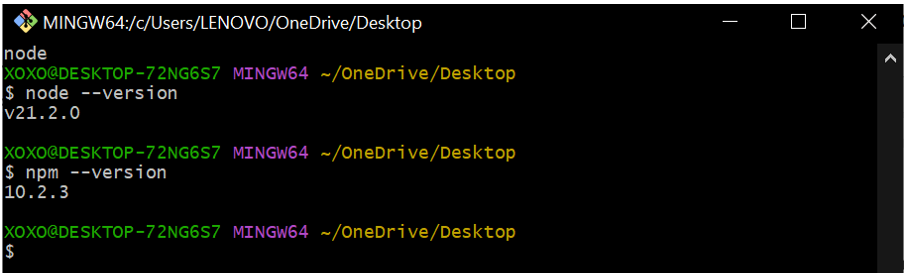 MINGW64:/c/Users/LENOVO/OneDrive/Desktop
node
XOXO@DESKTOP-72NG6S7 MINGW64 ~/OneDrive/Desktop
$ node --version
v21.2.0
XOXO@DESKTOP-72NG6S7 MINGW64 ~/OneDrive/Desktop
$ npm --version
10.2.3
XOXO@DESKTOP-72NG6S7 MINGW64 ~/OneDrive/Desktop
$